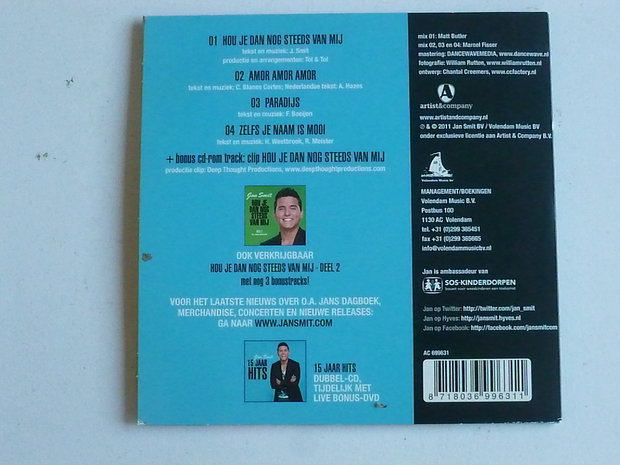 01 HOU JE DAN NOG STEEDS VAN MIJ
tekst en muziek: J. Smit
productie en arrangementen: Tol & Tol
02 AMOR AMOR AMOR
tekst en muziek: C. Blanes Cortes; Nederlandse tekst: A. Hazes
03 PARADIJS
tekst en muziek: F. Boeijen
04 ZELFS JE NAAM IS MOOI
tekst en muziek: H. Westbroek, R. Meister
+ bonus cd-rom track: clip HOU JE DAN NOG STEEDS VAN MIJ
productie clip: Deep Thought Productions, www.deepthoughtproductions.com
Jan Smit
HOU JE DAN NOG STEEDS VAN MIJ
OOK VERKRIJGBAAR
HOU JE DAN NOG STEEDS VAN MIJ - DEEL 2
met nog 3 bonustracks!
VOOR HET LAATSTE NIEUWS OVER O.A. JANS DAGBOEK,
MERCHANDISE, CONCERTEN EN NIEUWE RELEASES:
GA NAAR WWW.JANSMIT.COM
Jan Smit
15 JAAR
HITS
15 JAAR HITS
DUBBEL-CD,
TIJDELIJK MET
LIVE BONUS-DVD
mix 01: Matt Butler
mix 02, 03 en 04: Marcel Fisser
mastering: DANCEWAVEMEDIA, www.dancewave.nl
fotografie: William Rutten, www.williamrutten.nl
ontwerp: Chantal Creemers, www.ccfactory.nl
A
artist&company
www.artistandcompany.nl
℗ & © 2011 Jan Smit BV / Volendam Music BV
onder exclusieve licentie aan Artist & Company B.V.
Volendam Music bv
MANAGEMENT/BOEKINGEN
Volendam Music B.V.
Postbus 100
1130 AC Volendam
tel. +31 (0)299 365451
fax +31 (0)299 365665
info@volendammusicbv.nl
Jan is ambassadeur van
SOS-KINDERDORPEN
Jan op Twitter: http://twitter.com/jan_smit
Jan op Hyves: http://jansmit.hyves.nl
Jan op Facebook: http://facebook.com/jansmitcom
AC 699631
8 718036 996311